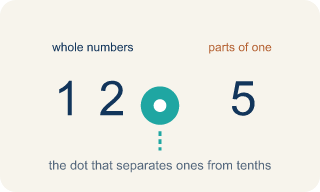 whole numbers parts of one
1 2 . 5
the dot that separates ones from tenths